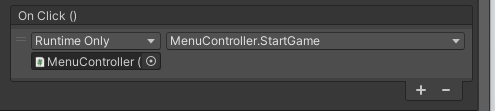 On Click ()
Runtime Only MenuController.StartGame
MenuController (